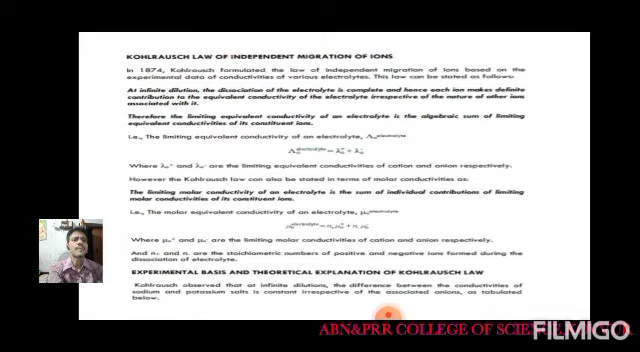 KOHLRAUSCH LAW OF INDEPENDENT MIGRATION OF IONS
In 1874, Kohlrausch formulated the law of independent migration of ions based on the
experimental data of conductivities of various electrolytes. This law can be stated as follows:
At infinite dilution, the dissociation of the electrolyte is complete and hence each ion makes definite
contribution to the equivalent conductivity of the electrolyte irrespective of the nature of other ions
associated with it.
Therefore the limiting equivalent conductivity of an electrolyte is the algebraic sum of limiting
equivalent conductivities of its constituent ions.
i.e., The limiting equivalent conductivity of an electrolyte, Λ∞electrolyte
Λ∞electrolyte = λ∞+ + λ∞-
Where λ∞+ and λ∞- are the limiting equivalent conductivities of cation and anion respectively.
However the Kohlrausch law can also be stated in terms of molar conductivities as:
The limiting molar conductivity of an electrolyte is the sum of individual contributions of limiting
molar conductivities of its constituent ions.
i.e., The molar equivalent conductivity of an electrolyte, μ∞electrolyte
μ∞electrolyte = n+ μ∞+ + n- μ∞-
Where μ∞+ and μ∞- are the limiting molar conductivities of cation and anion respectively.
And n+ and n- are the stoichiometric numbers of positive and negative ions formed during the
dissociation of electrolyte.
EXPERIMENTAL BASIS AND THEORETICAL EXPLANATION OF KOHLRAUSCH LAW
Kohlrausch observed that at infinite dilutions, the difference between the conductivities of
sodium and potassium salts is constant irrespective of the associated anions, as tabulated
below.
ABN&PRR COLLEGE OF SCIENCE
FILMIGO